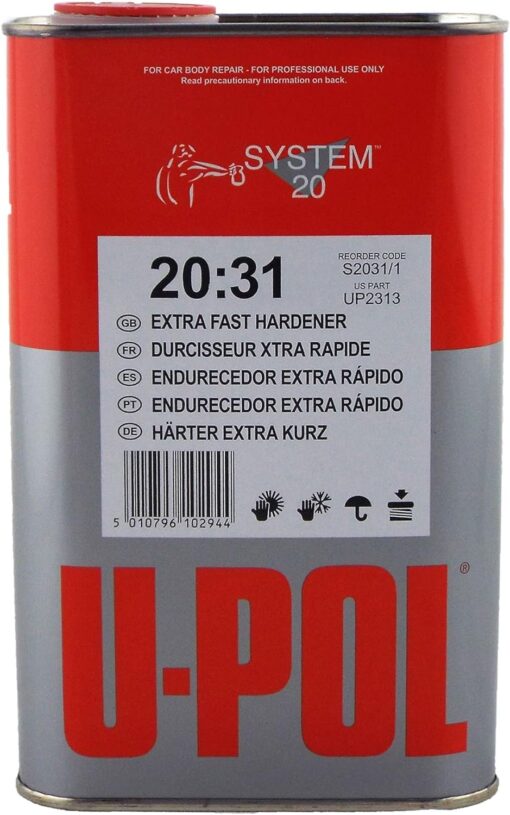 FOR CAR BODY REPAIR - FOR PROFESSIONAL USE ONLY
Read precautionary information on back.
SYSTEM™
20
20:31
REORDER CODE
S2031/1
US PART
UP2313
GB EXTRA FAST HARDENER
FR DURCISSEUR XTRA RAPIDE
ES ENDURECEDOR EXTRA RÁPIDO
PT ENDURECEDOR EXTRA RÁPIDO
DE HÄRTER EXTRA KURZ
5 010796 102944
U-POL®